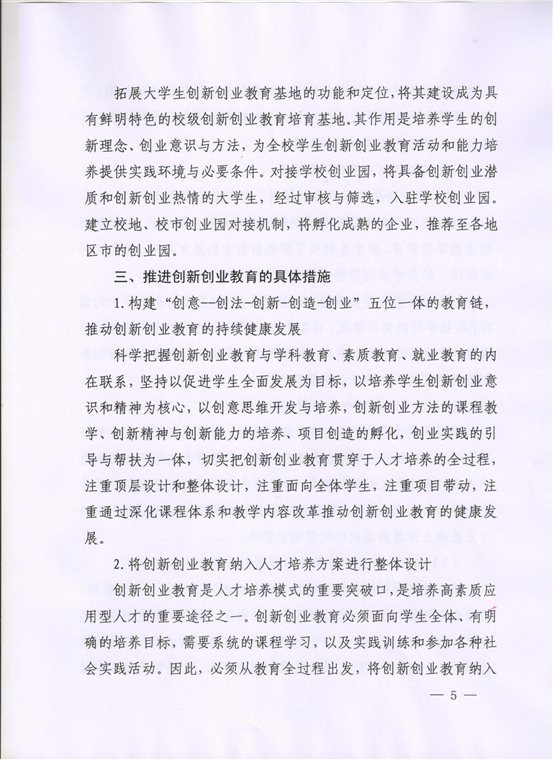 拓展大学生创新创业教育基地的功能和定位,将其建设成为具
有鲜明特色的校级创新创业教育培育基地。其作用是培养学生的创
新理念、创业意识与方法,为全校学生创新创业教育活动和能力培
养提供实践环境与必要条件。对接学校创业园,将具备创新创业潜
质和创新创业热情的大学生,经过审核与筛选,入驻学校创业园。
建立校地、校市创业园对接机制,将孵化成熟的企业,推荐至各地
区市的创业园。
三、推进创新创业教育的具体措施
1.构建“创意--创法-创新-创造-创业”五位一体的教育链,
推动创新创业教育的持续健康发展
科学把握创新创业教育与学科教育、素质教育、就业教育的内
在联系,坚持以促进学生全面发展为目标,以培养学生创新创业意
识和精神为核心,以创意思维开发与培养,创新创业方法的课程教
学、创新精神与创新能力的培养、项目创造的孵化,创业实践的引
导与帮扶为一体,切实把创新创业教育贯穿于人才培养的全过程,
注重顶层设计和整体设计,注重面向全体学生,注重项目带动,注
重通过深化课程体系和教学内容改革推动创新创业教育的健康发
展。
2.将创新创业教育纳入人才培养方案进行整体设计
创新创业教育是人才培养模式的重要突破口,是培养高素质应
用型人才的重要途径之一。创新创业教育必须面向学生全体、有明
确的培养目标,需要系统的课程学习,以及实践训练和参加各种社
会实践活动。因此,必须从教育全过程出发,将创新创业教育纳入
— 5 —